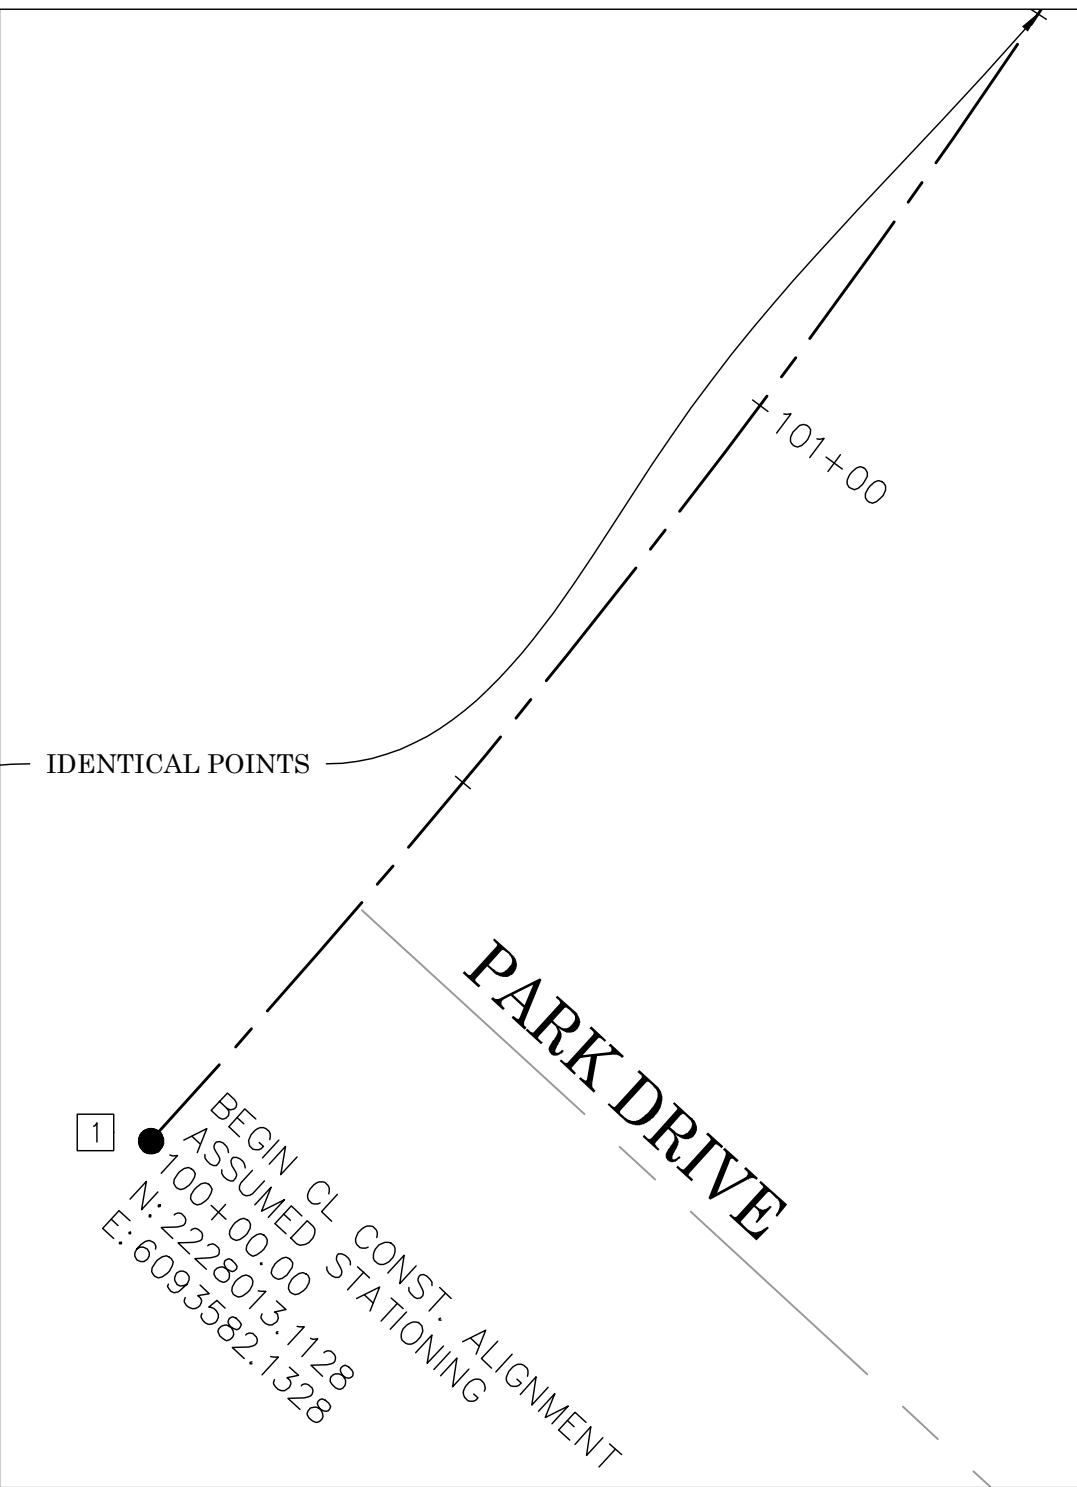 101+00
IDENTICAL POINTS
PARK DRIVE
1
BEGIN CL CONST. ALIGNMENT
ASSUMED STATIONING
100+00.00
N: 2228013.1128
E: 6093582.1328